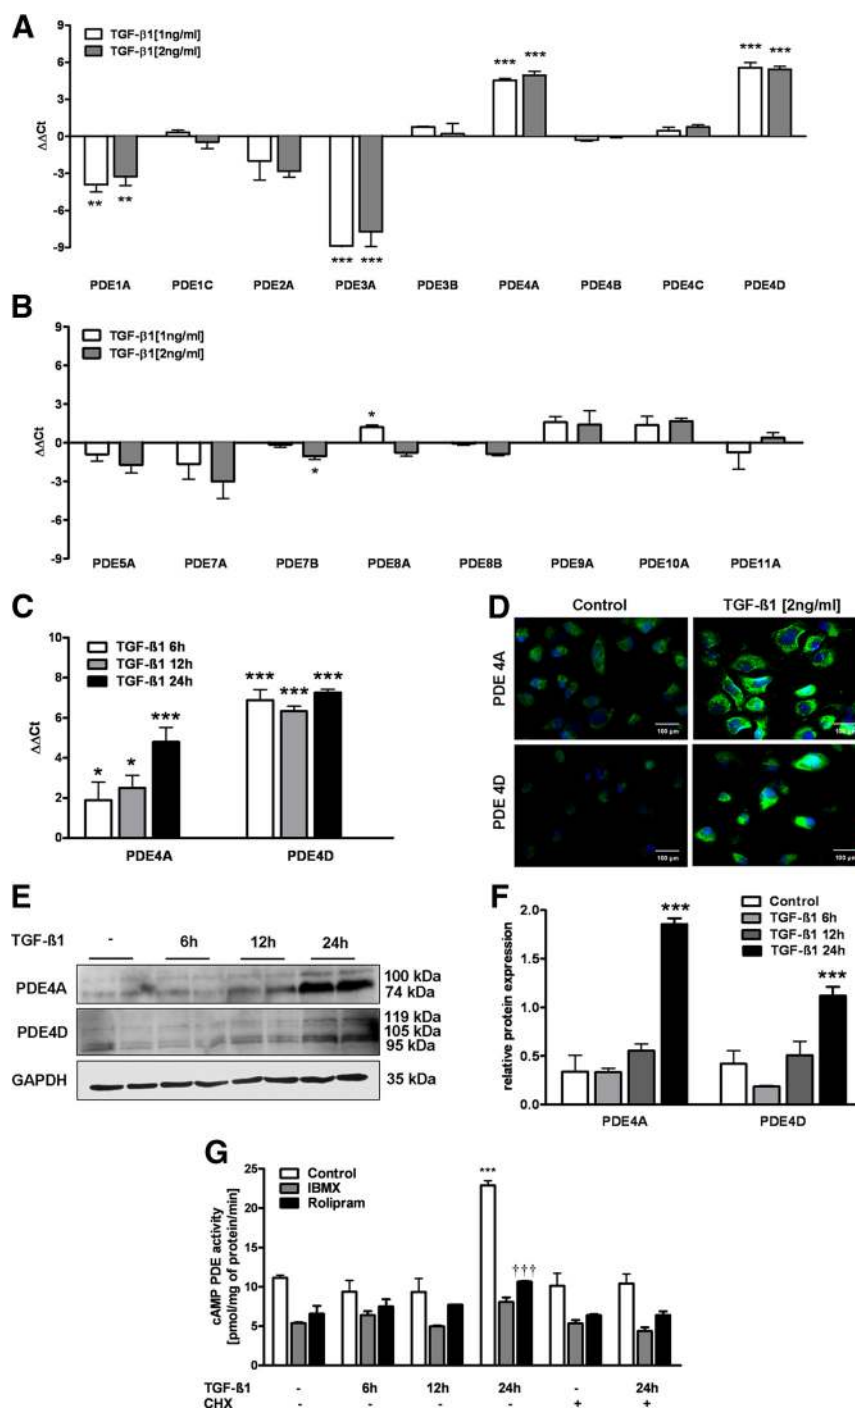 A
TGF-β1[1ng/ml]
TGF-β1[2ng/ml]
ΔΔCt
9
6
3
0
-3
-6
-9
** ** *** *** *** *** *** ***
PDE1A PDE1C PDE2A PDE3A PDE3B PDE4A PDE4B PDE4C PDE4D
B
TGF-β1[1ng/ml]
TGF-β1[2ng/ml]
ΔΔCt
9
6
3
0
-3
-6
-9
* *
PDE5A PDE7A PDE7B PDE8A PDE8B PDE9A PDE10A PDE11A
C
TGF-ß1 6h
TGF-ß1 12h
TGF-ß1 24h
ΔΔCt
10
8
6
4
2
0
* * *** *** *** ***
PDE4A PDE4D
D
Control TGF-ß1 [2ng/ml]
PDE 4A
100 µm 100 µm
PDE 4D
100 µm 100 µm
E
TGF-ß1 - 6h 12h 24h
PDE4A 100 kDa
74 kDa
PDE4D 119 kDa
105 kDa
95 kDa
GAPDH 35 kDa
F
Control
TGF-ß1 6h
TGF-ß1 12h
TGF-ß1 24h
relative protein expression
2.0
1.5
1.0
0.5
0.0
*** ***
PDE4A PDE4D
G
Control
IBMX
Rolipram
cAMP PDE activity
[pmol/mg of protein/min]
25
20
15
10
5
0
*** †††
TGF-ß1 - 6h 12h 24h - 24h
CHX - - - - + +